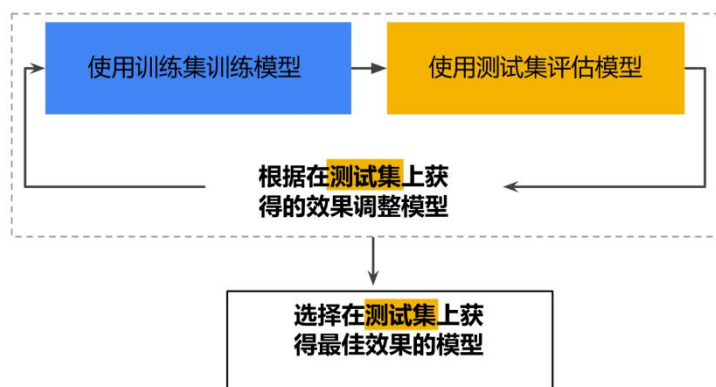 使用训练集训练模型
使用测试集评估模型
根据在测试集上获
得的效果调整模型
选择在测试集上获
得最佳效果的模型